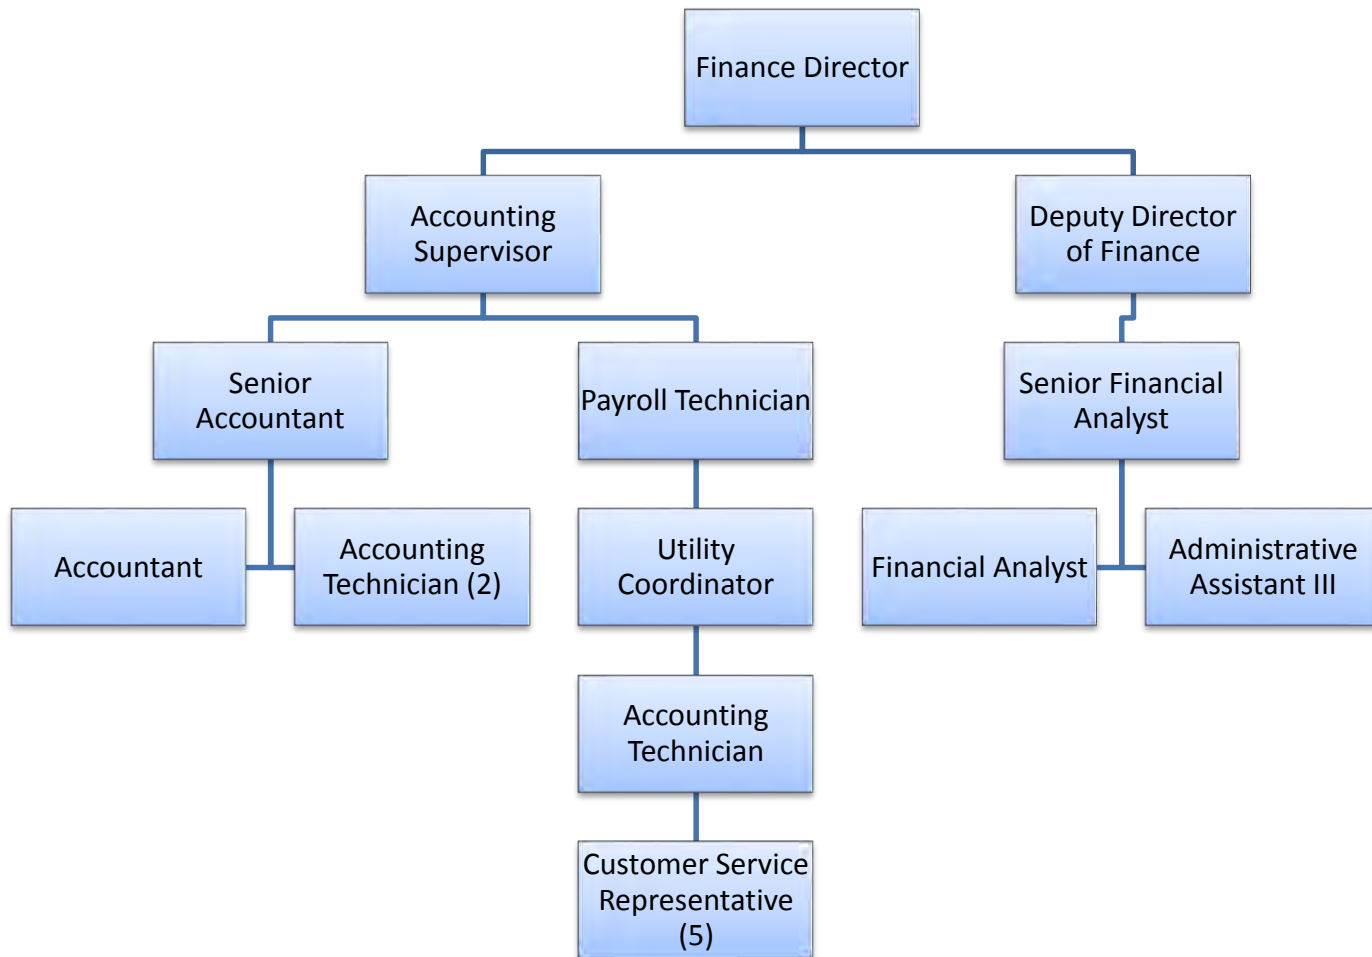 Finance Director
Accounting
Supervisor
Deputy Director
of Finance
Senior
Accountant
Payroll Technician
Senior Financial
Analyst
Accountant
Accounting
Technician (2)
Utility
Coordinator
Financial Analyst
Administrative
Assistant III
Accounting
Technician
Customer Service
Representative
(5)